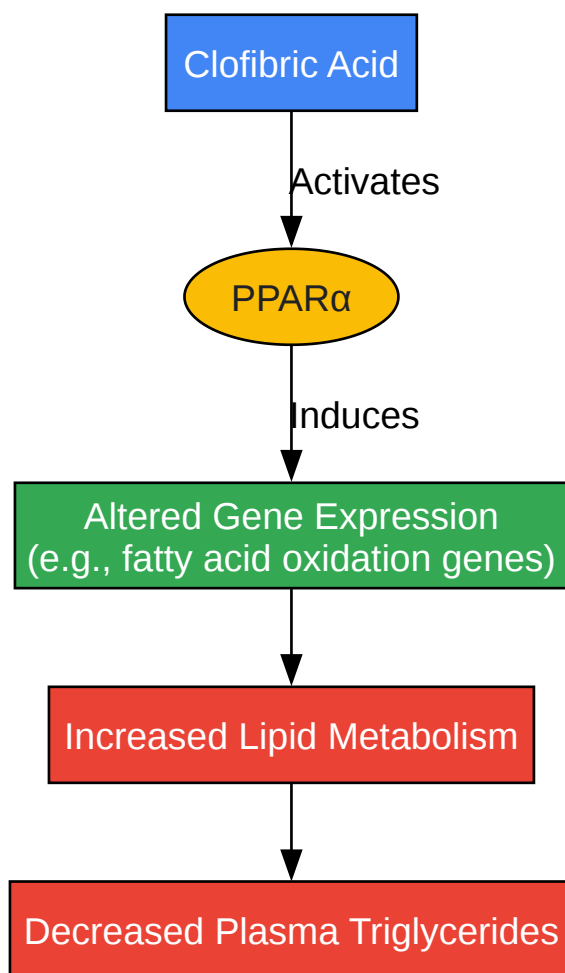 Clofibric Acid
Activates
PPARα
Induces
Altered Gene Expression
(e.g., fatty acid oxidation genes)
Increased Lipid Metabolism
Decreased Plasma Triglycerides